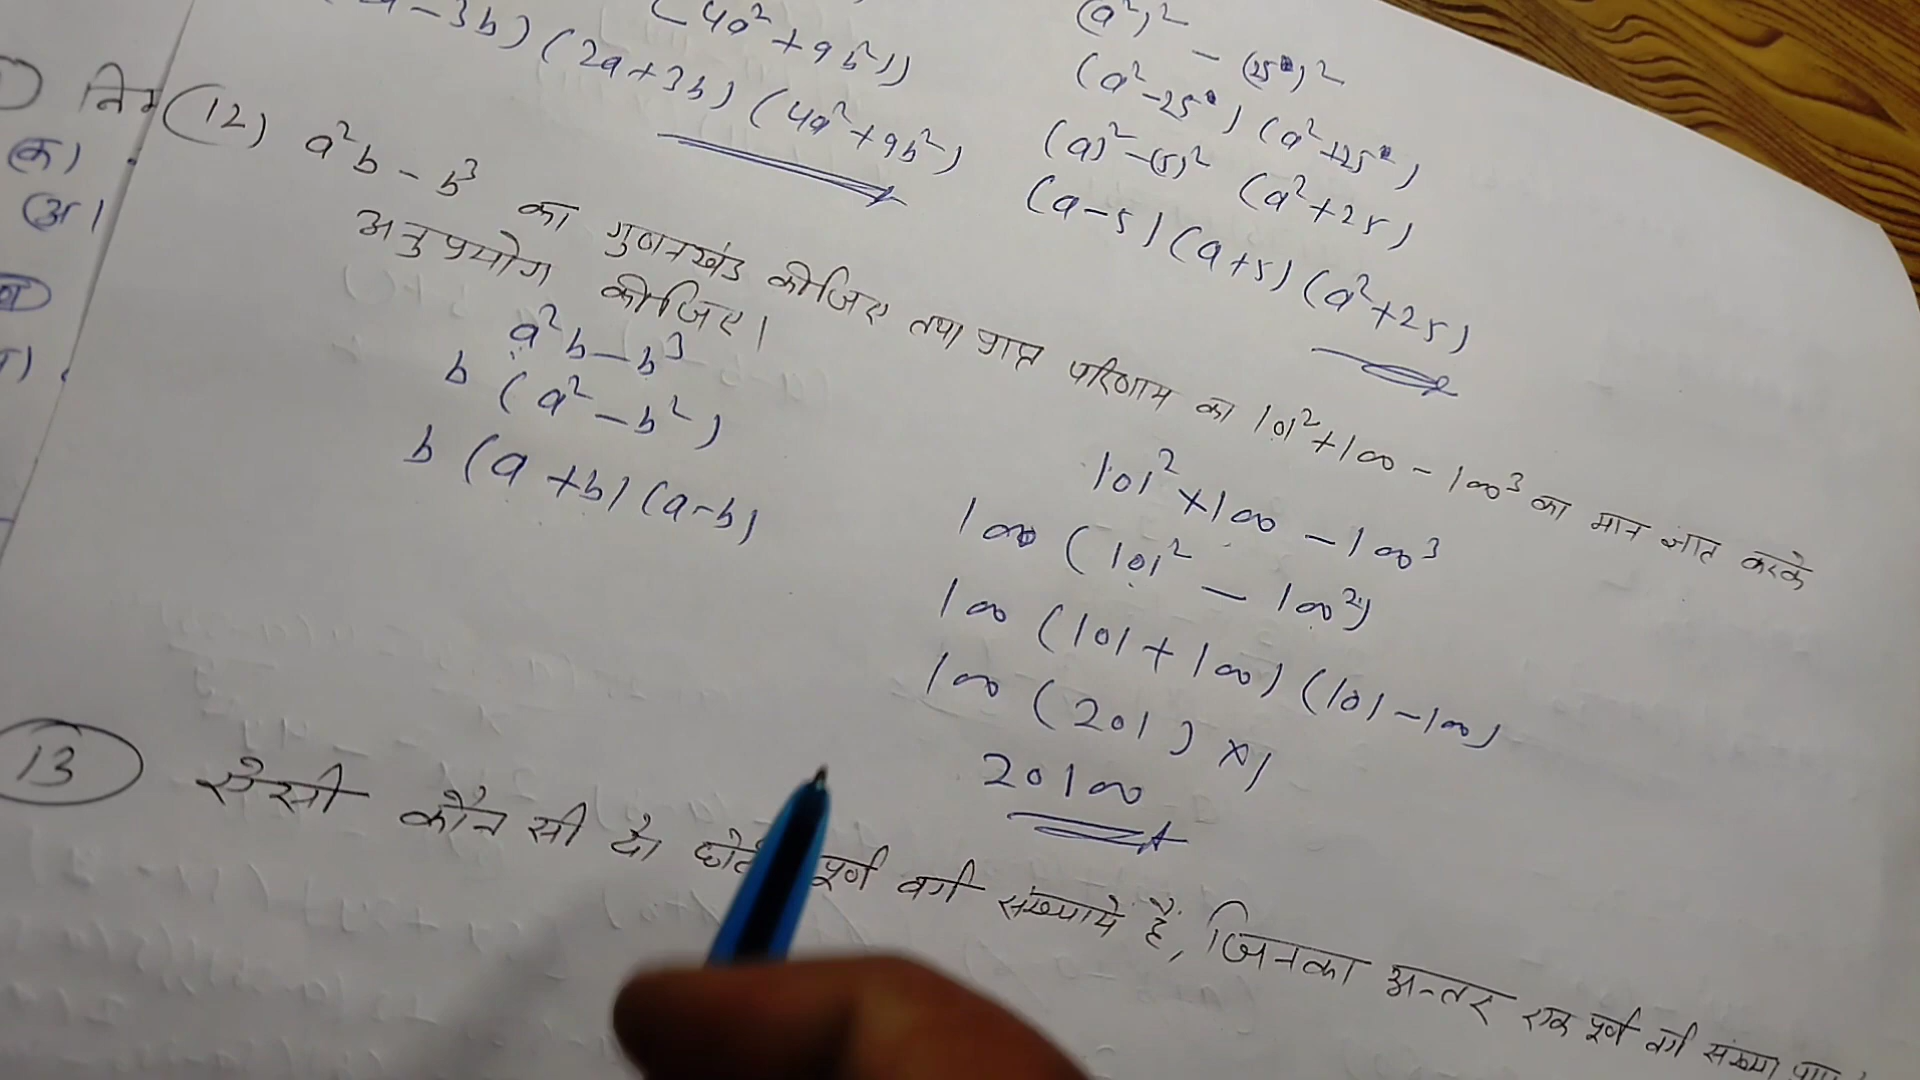 - 3b) (2a+3b) (4a²+9b²)
(4a²+9b²))
(a²)² - (25)²
(a²-25) (a²+25)
(a)²-(5)² (a²+25)
(a-5) (a+5) (a²+25)
(क)
(अ)
(12) a²b - b³ का गुणनखंड कीजिए तथा प्राप्त परिणाम का 101²+100 - 100³ का मान ज्ञात करके
अनुप्रयोग कीजिए।
a²b - b³
b (a² - b²)
b (a +b) (a-b)
101² × 100 - 100³
100 (101² - 100²)
100 (101 + 100) (101-100)
100 (201) ×1
20100
13 ऐसी कौन सी दो पूर्ण वर्ग संख्याये हैं, जिनका अन्तर एक पूर्ण वर्ग संख्या